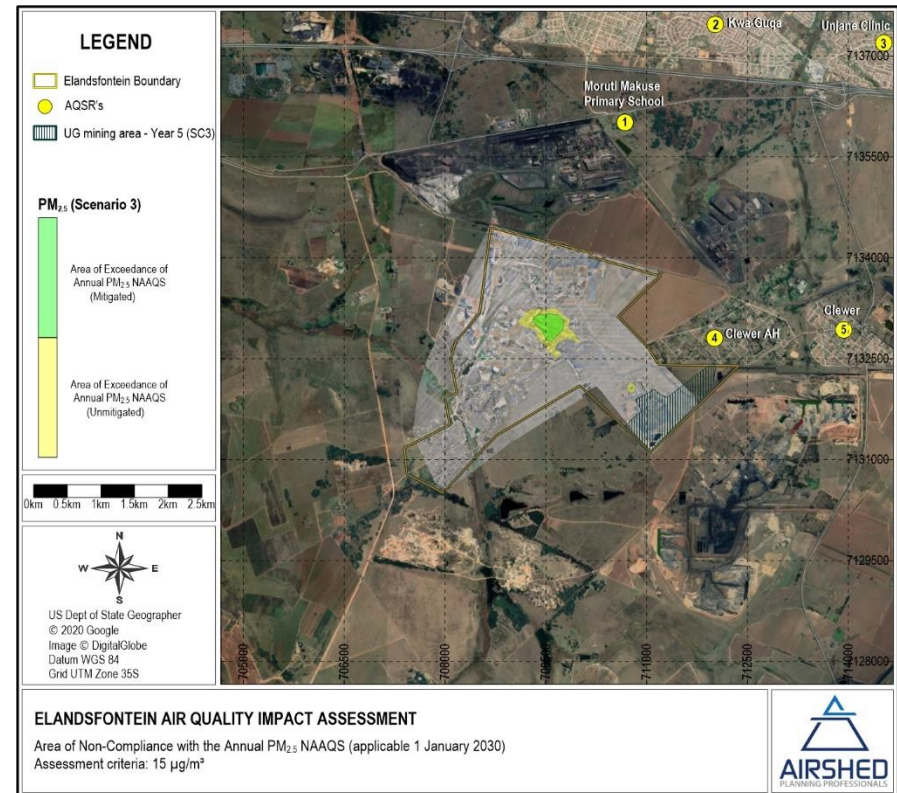 LEGEND
Elandsfontein Boundary
AQSR's
UG mining area - Year 5 (SC3)
PM2.5 (Scenario 3)
Area of Exceedance of
Annual PM2.5 NAAQS
(Mitigated)
Area of Exceedance of
Annual PM2.5 NAAQS
(Unmitigated)
0km 0.5km 1km 1.5km 2km 2.5km
N
W E
S
US Dept of State Geographer
© 2020 Google
Image © DigitalGlobe
Datum WGS 84
Grid UTM Zone 35S
2 Kwa-Guqa
Unjane Clinic
3
7137000
Moruti Makuse
Primary School
1
7135500
7134000
Clewer
4 Clewer AH
5
7132500
7131000
7129500
7128000
705000
706500
708000
711000
712500
714000
ELANDSFONTEIN AIR QUALITY IMPACT ASSESSMENT
Area of Non-Compliance with the Annual PM2.5 NAAQS (applicable 1 January 2030)
Assessment criteria: 15 µg/m³
AIRSHED
PLANNING PROFESSIONALS